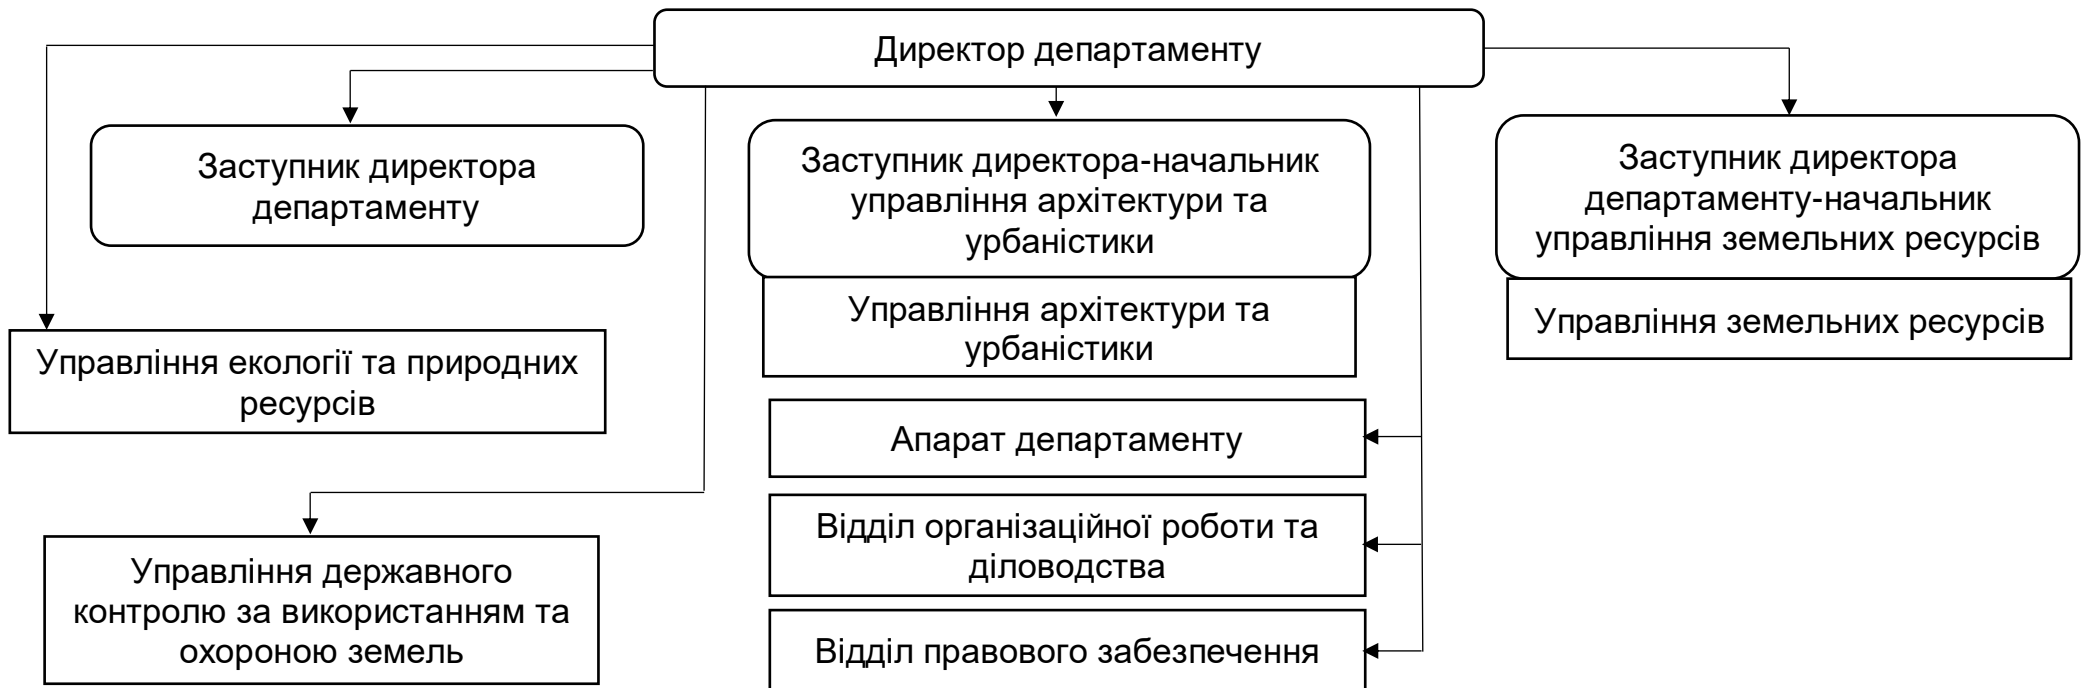 Директор департаменту
Заступник директора
департаменту
Заступник директора-начальник
управління архітектури та
урбаністики
Заступник директора
департаменту-начальник
управління земельних ресурсів
Управління архітектури та
урбаністики
Управління земельних ресурсів
Управління екології та природних
ресурсів
Апарат департаменту
Відділ організаційної роботи та
діловодства
Управління державного
контролю за використанням та
охороною земель
Відділ правового забезпечення